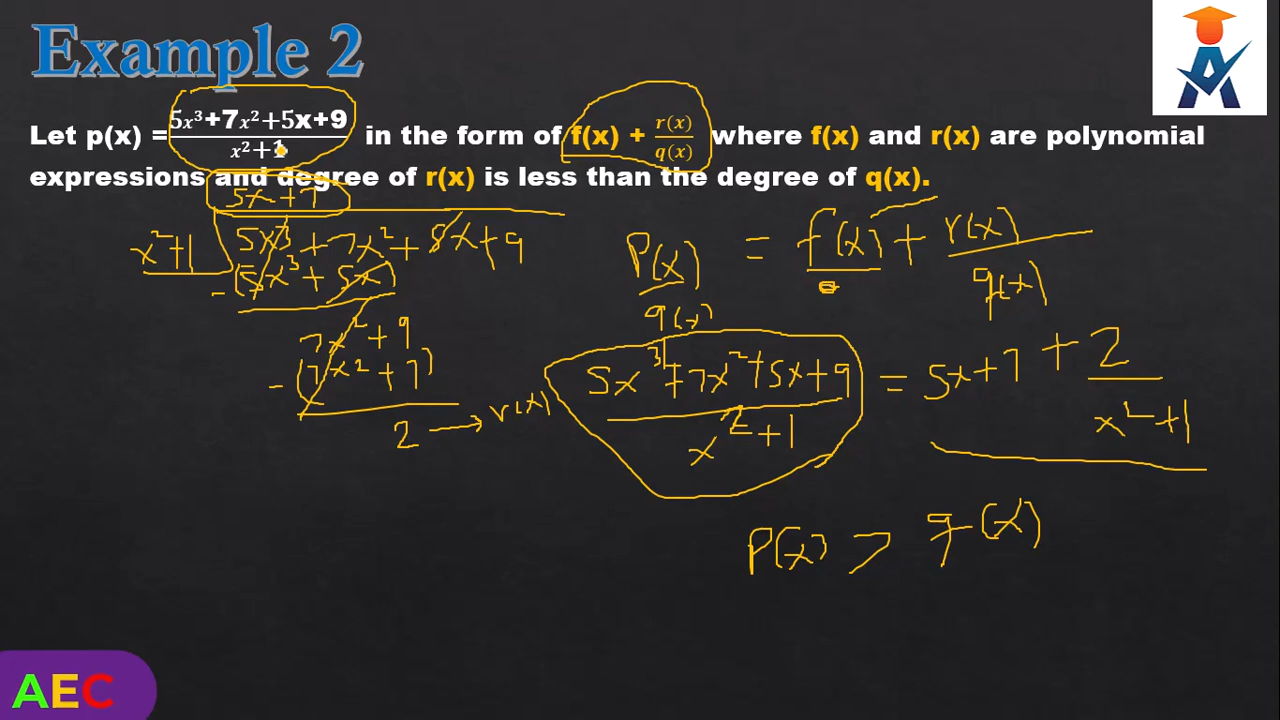 Example 2
Let p(x) = 5x³+7x²+5x+9 / x²+1 in the form of f(x) + r(x)/q(x) where f(x) and r(x) are polynomial
expressions and degree of r(x) is less than the degree of q(x).
5x+7
x²+1 5x³+7x²+5x+9
-(5x³+5x)
7x²+9
-(7x²+7)
2 → r(x)
P(x)/q(x) = f(x) + r(x)/q(x)
5x³+7x²+5x+9 / x²+1 = 5x+7 + 2 / x²+1
P(x) > q(x)
AEC